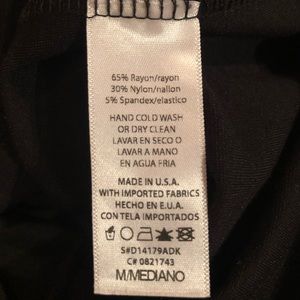 65% Rayon/rayon
30% Nylon/nailon
5% Spandex/elastico
HAND COLD WASH
OR DRY CLEAN
LAVAR EN SECO O
LAVAR A MANO
EN AGUA FRIA
MADE IN U.S.A.
WITH IMPORTED FABRICS
HECHO EN E.U.A.
CON TELA IMPORTADOS
S#D14179ADK
C# 0821743
M/MEDIANO